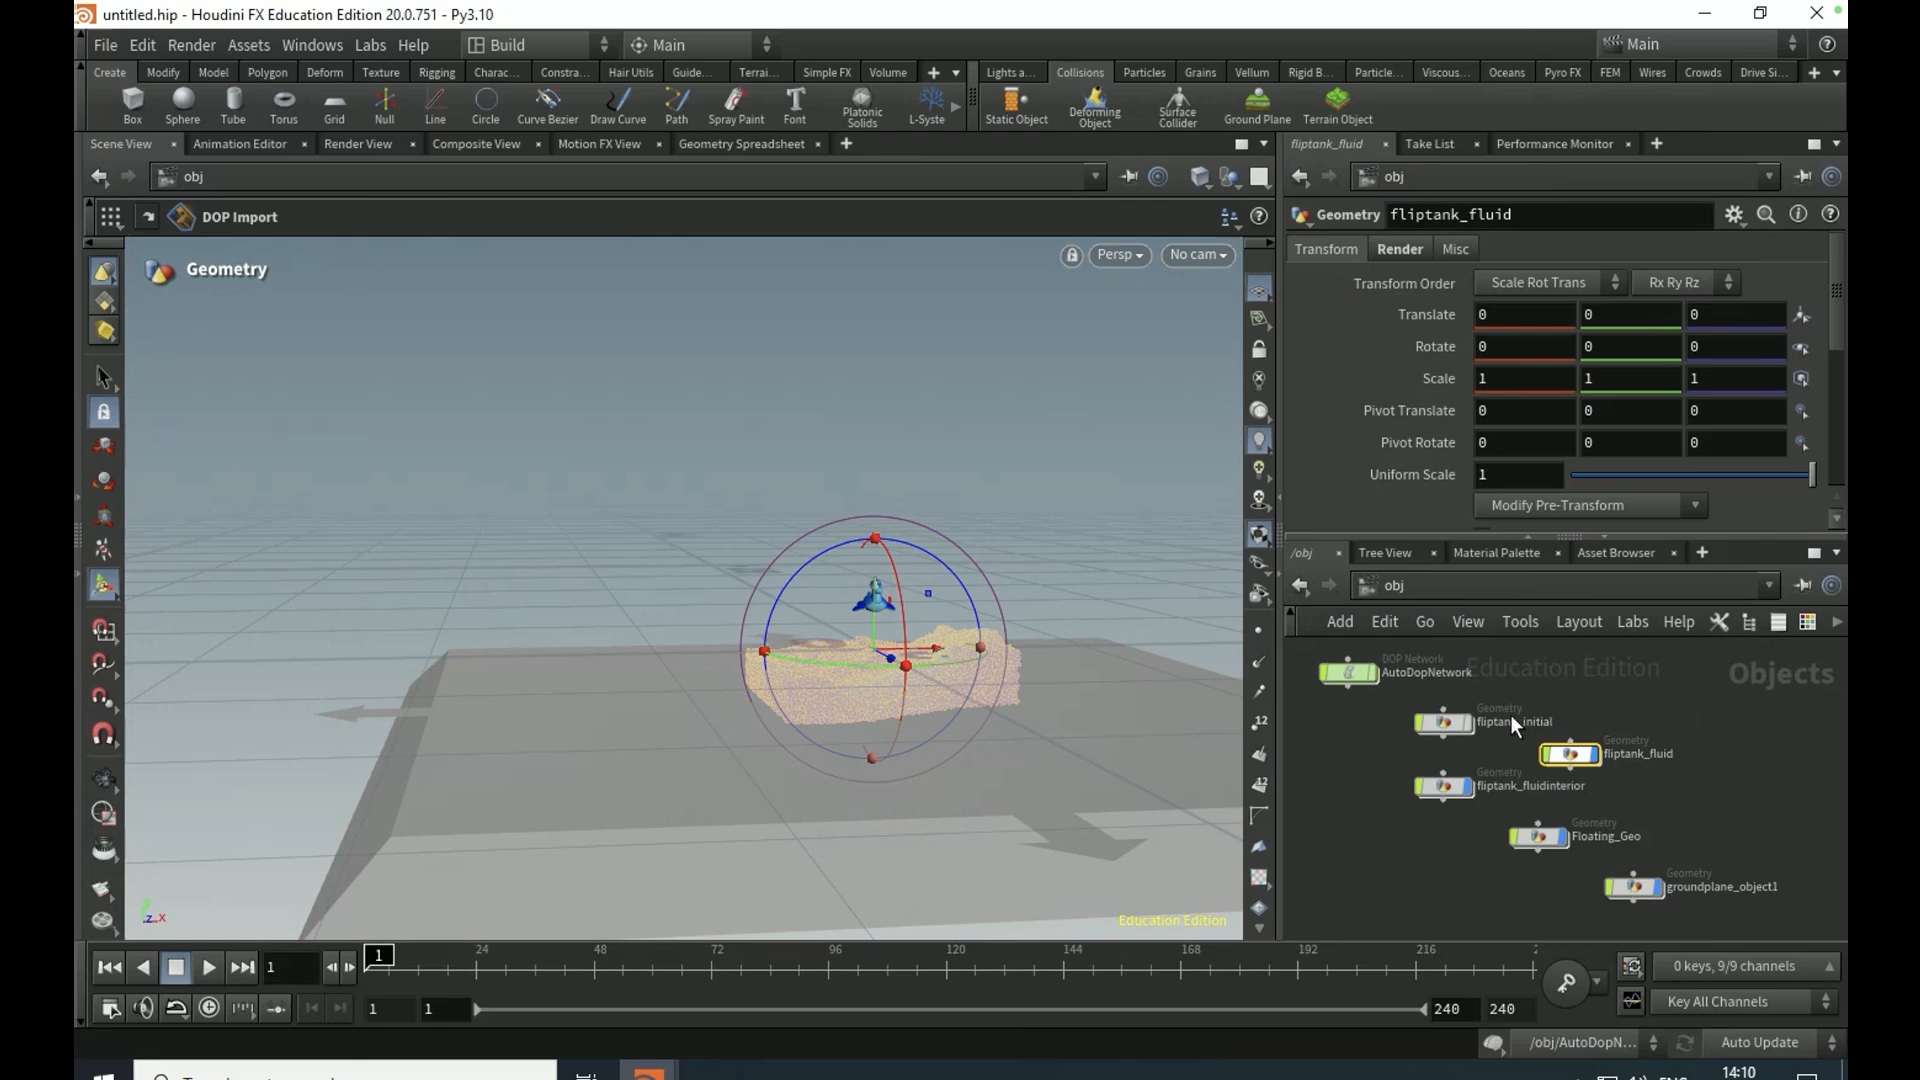 untitled.hip - Houdini FX Education Edition 20.0.751 - Py3.10
File Edit Render Assets Windows Labs Help Build Main Main
Create Modify Model Polygon Deform Texture Rigging Charac... Constra... Hair Utils Guide... Terrai... Simple FX Volume
Lights a... Collisions Particles Grains Vellum Rigid B... Particle... Viscous... Oceans Pyro FX FEM Wires Crowds Drive Si...
Box Sphere Tube Torus Grid Null Line Circle Curve Bezier Draw Curve Path Spray Paint Font Platonic Solids L-Syste
Static Object Deforming Object Surface Collider Ground Plane Terrain Object
Scene View Animation Editor Render View Composite View Motion FX View Geometry Spreadsheet
fliptank_fluid Take List Performance Monitor
obj
obj
DOP Import
Geometry fliptank_fluid
Transform Render Misc
Geometry
Persp No cam
Transform Order Scale Rot Trans Rx Ry Rz
Translate 0 0 0
Rotate 0 0 0
Scale 1 1 1
Pivot Translate 0 0 0
Pivot Rotate 0 0 0
Uniform Scale 1
Modify Pre-Transform
/obj Tree View Material Palette Asset Browser
obj
Add Edit Go View Tools Layout Labs Help
Education Edition
Objects
DOP Network
AutoDopNetwork
Geometry
fliptank_initial
Geometry
fliptank_fluid
Geometry
fliptank_fluidinterior
Geometry
Floating_Geo
Geometry
groundplane_object1
12
12
z x
Education Edition
1 1 24 48 72 96 120 144 168 192 216
0 keys, 9/9 channels
1 1 240 240
Key All Channels
/obj/AutoDopN... Auto Update
14:10